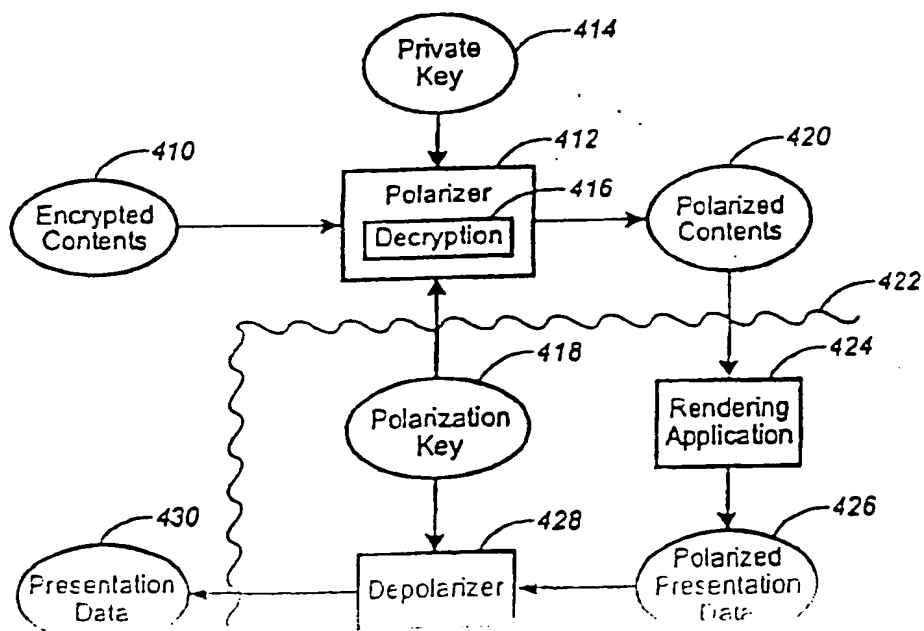 414
Private
Key
412
410
420
Polarizer
416
Encrypted
Contents
Decryption
Polarized
Contents
422
418
424
Polarization
Key
Rendering
Application
430
428
426
Presentation
Data
Depolarizer
Polarized
Presentation
Data